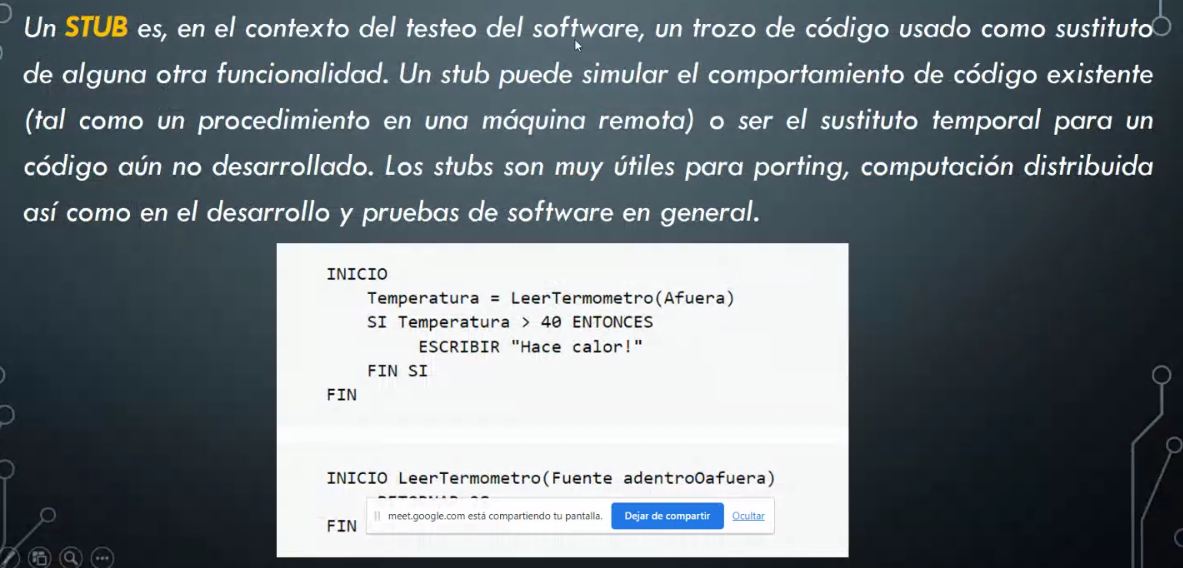 Un STUB es, en el contexto del testeo del software, un trozo de código usado como sustituto
de alguna otra funcionalidad. Un stub puede simular el comportamiento de código existente
(tal como un procedimiento en una máquina remota) o ser el sustituto temporal para un
código aún no desarrollado. Los stubs son muy útiles para porting, computación distribuida
así como en el desarrollo y pruebas de software en general.
INICIO
Temperatura = LeerTermometro(Afuera)
SI Temperatura > 40 ENTONCES
ESCRIBIR "Hace calor!"
FIN SI
FIN
INICIO LeerTermometro(Fuente adentroOafuera)
meet.google.com está compartiendo tu pantalla. Dejar de compartir Ocultar
FIN